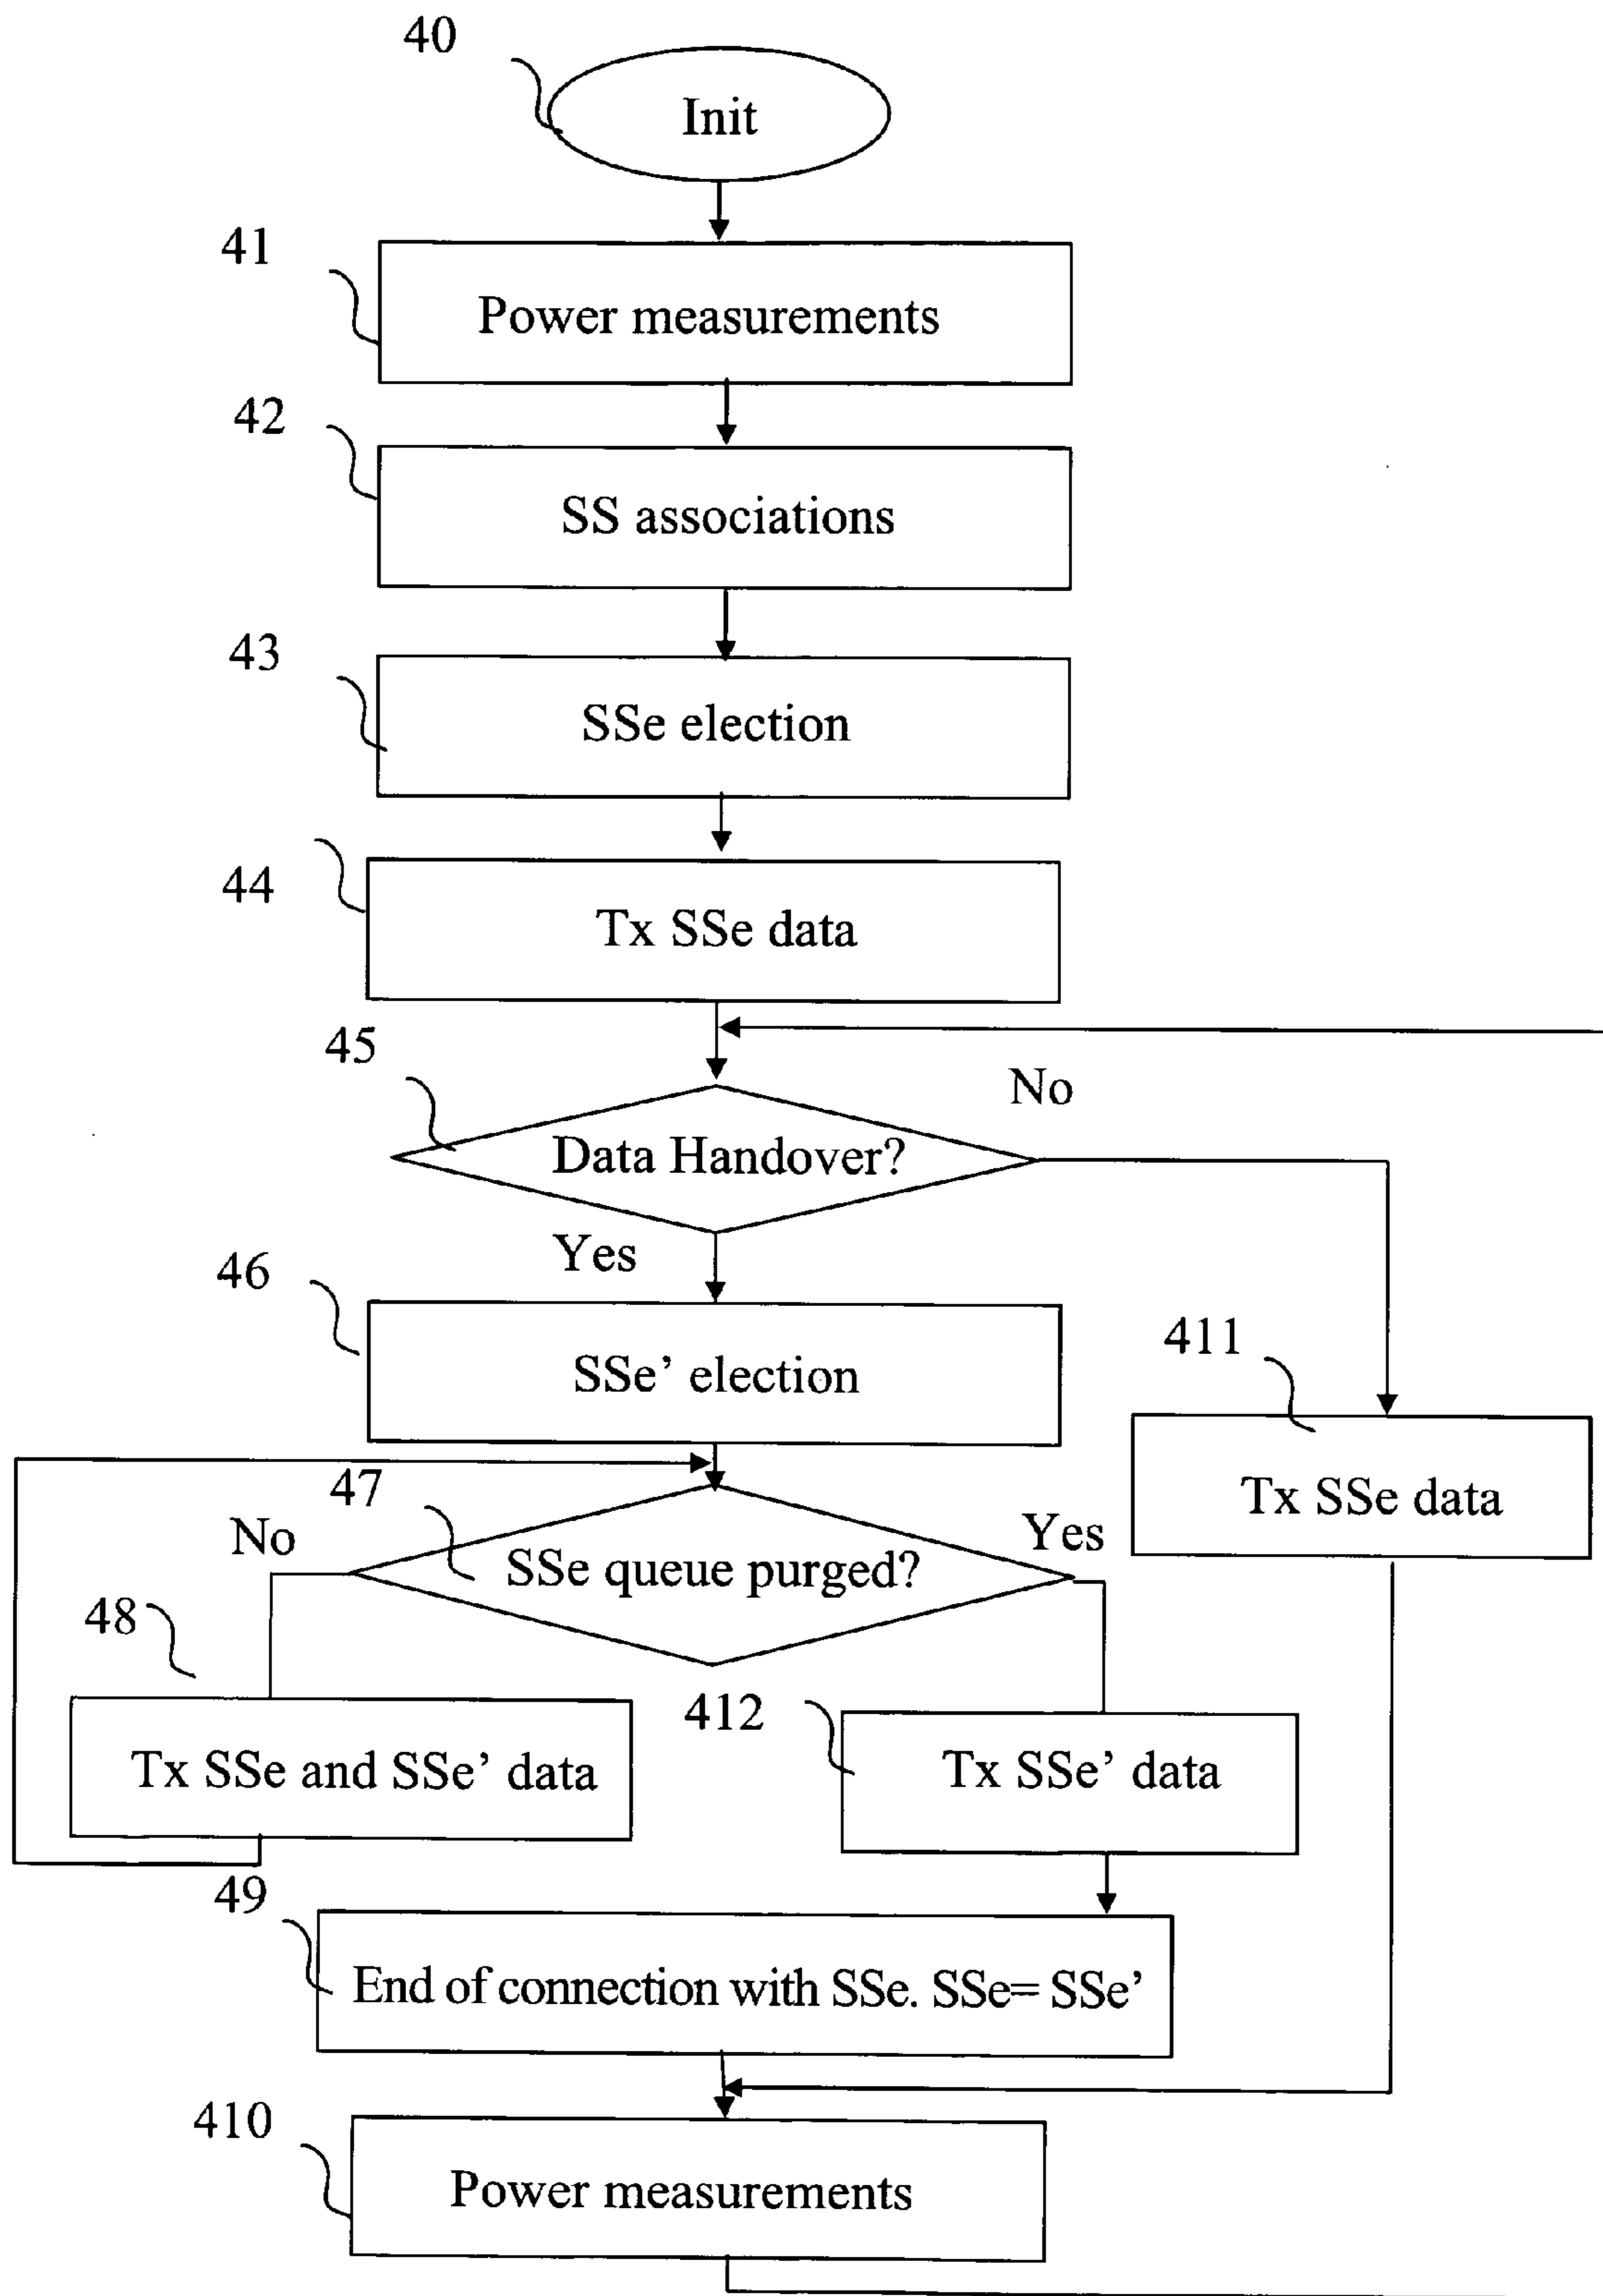 40
Init
41
Power measurements
42
SS associations
43
SSe election
44
Tx SSe data
45
No
Data Handover?
Yes
46
SSe’ election
411
Tx SSe data
47
No
Yes
SSe queue purged?
48
Tx SSe and SSe’ data
412
Tx SSe’ data
49
End of connection with SSe. SSe= SSe’
410
Power measurements